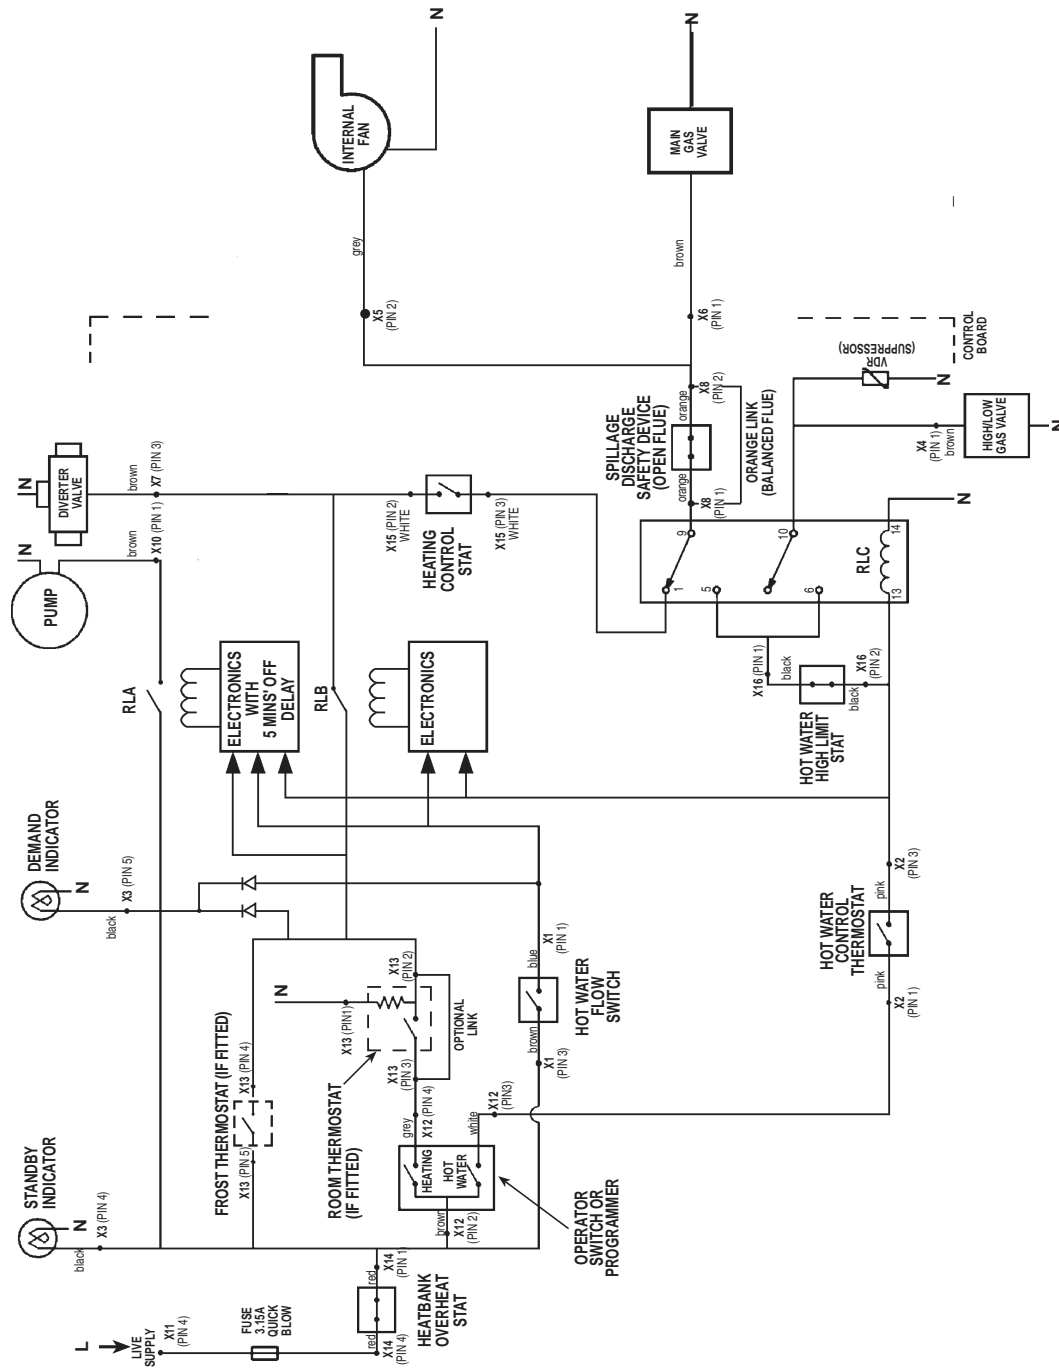 N
INTERNAL
FAN
grey
X5
(PIN 2)
N
MAIN
GAS
VALVE
brown
X6
(PIN 1)
CONTROL
BOARD
VDR
(SUPPRESSOR)
N
HIGH/LOW
GAS VALVE
N
X4
(PIN 1)
brown
N
SPILLAGE
DISCHARGE
SAFETY DEVICE
(OPEN FLUE)
orange
X8
(PIN 2)
orange
X8
(PIN 1)
ORANGE LINK
(BALANCED FLUE)
N
DIVERTER
VALVE
brown
X7 (PIN 3)
N
PUMP
brown
X10 (PIN 1)
X15 (PIN 2)
WHITE
HEATING
CONTROL
STAT
X15 (PIN 3)
WHITE
9
10
14
1
5
6
13
RLC
X16 (PIN 1)
black
X16
(PIN 2)
black
HOT WATER
HIGH LIMIT
STAT
RLA
ELECTRONICS
WITH
5 MINS' OFF
DELAY
RLB
ELECTRONICS
DEMAND
INDICATOR
N
X3 (PIN 5)
black
X2
(PIN 3)
pink
HOT WATER
CONTROL
THERMOSTAT
pink
X2
(PIN 1)
X1
(PIN 1)
blue
HOT WATER
FLOW
SWITCH
brown
X1
(PIN 3)
N
X13 (PIN1)
X13
(PIN 2)
OPTIONAL
LINK
X13
(PIN 3)
ROOM THERMOSTAT
(IF FITTED)
FROST THERMOSTAT (IF FITTED)
X13 (PIN 4)
X13 (PIN 5)
X12 (PIN 4)
grey
X12
(PIN3)
white
HEATING
HOT
WATER
brown
X12
(PIN 2)
OPERATOR
SWITCH OR
PROGRAMMER
STANDBY
INDICATOR
N
X3 (PIN 4)
black
X14
(PIN 1)
red
HEATBANK
OVERHEAT
STAT
red
X14
(PIN 4)
FUSE
3.15A
QUICK
BLOW
L
LIVE
SUPPLY
X11
(PIN 4)